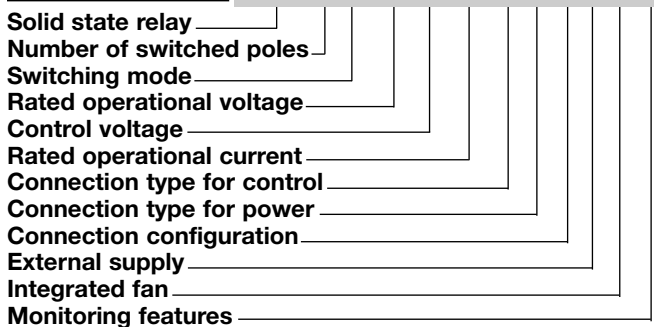 Solid state relay
Number of switched poles
Switching mode
Rated operational voltage
Control voltage
Rated operational current
Connection type for control
Connection type for power
Connection configuration
External supply
Integrated fan
Monitoring features